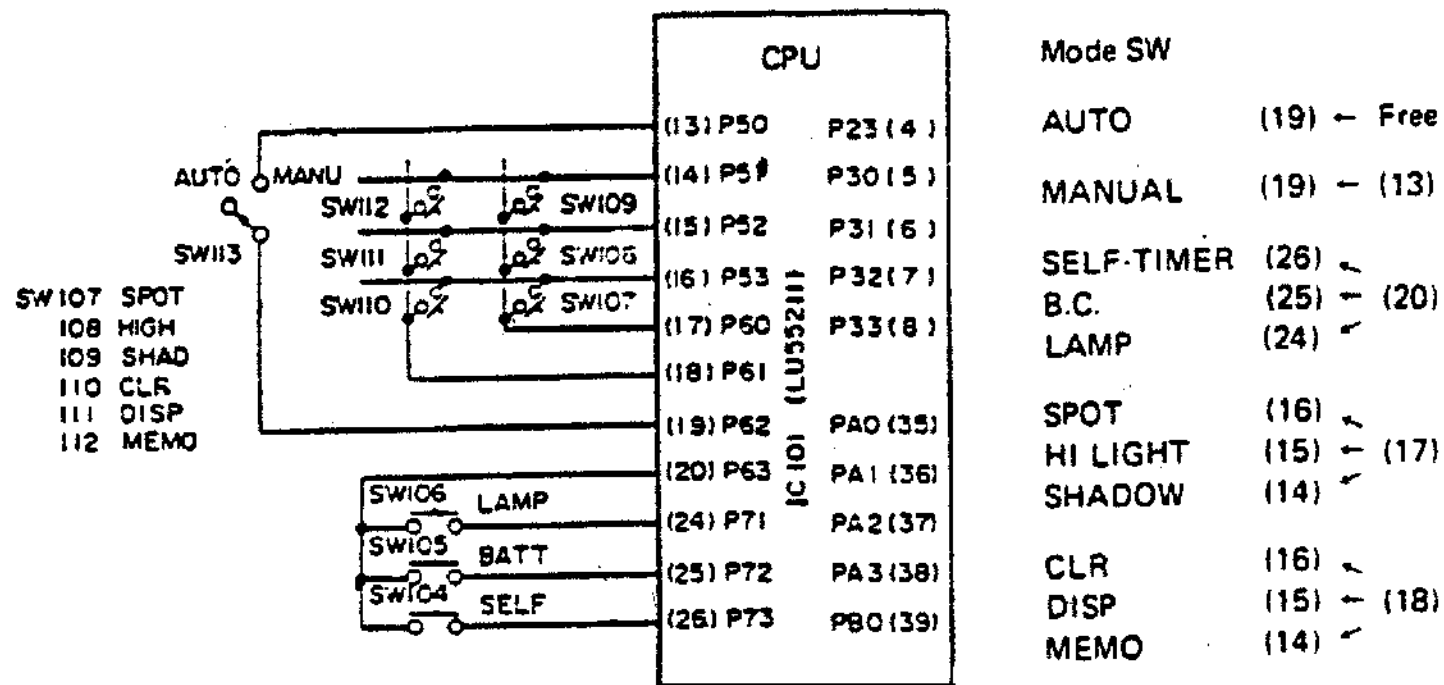 CPU
(13) P50 P23 (4)
(14) P51 P30 (5)
(15) P52 P31 (6)
(16) P53 P32 (7)
(17) P60 P33 (8)
(18) P61
(19) P62 PA0 (35)
(20) P63 PA1 (36)
(24) P71 PA2 (37)
(25) P72 PA3 (38)
(26) P73 PB0 (39)
IC101 (LU55211)
AUTO MANU
SW113
SW112 SW109
SW111 SW108
SW110 SW107
SW107 SPOT
108 HIGH
109 SHAD
110 CLR
111 DISP
112 MEMO
SW106 LAMP
SW105 BATT
SW104 SELF
Mode SW
AUTO (19) ← Free
MANUAL (19) ← (13)
SELF-TIMER (26)
B.C. (25) ← (20)
LAMP (24)
SPOT (16)
HI LIGHT (15) ← (17)
SHADOW (14)
CLR (16)
DISP (15) ← (18)
MEMO (14)